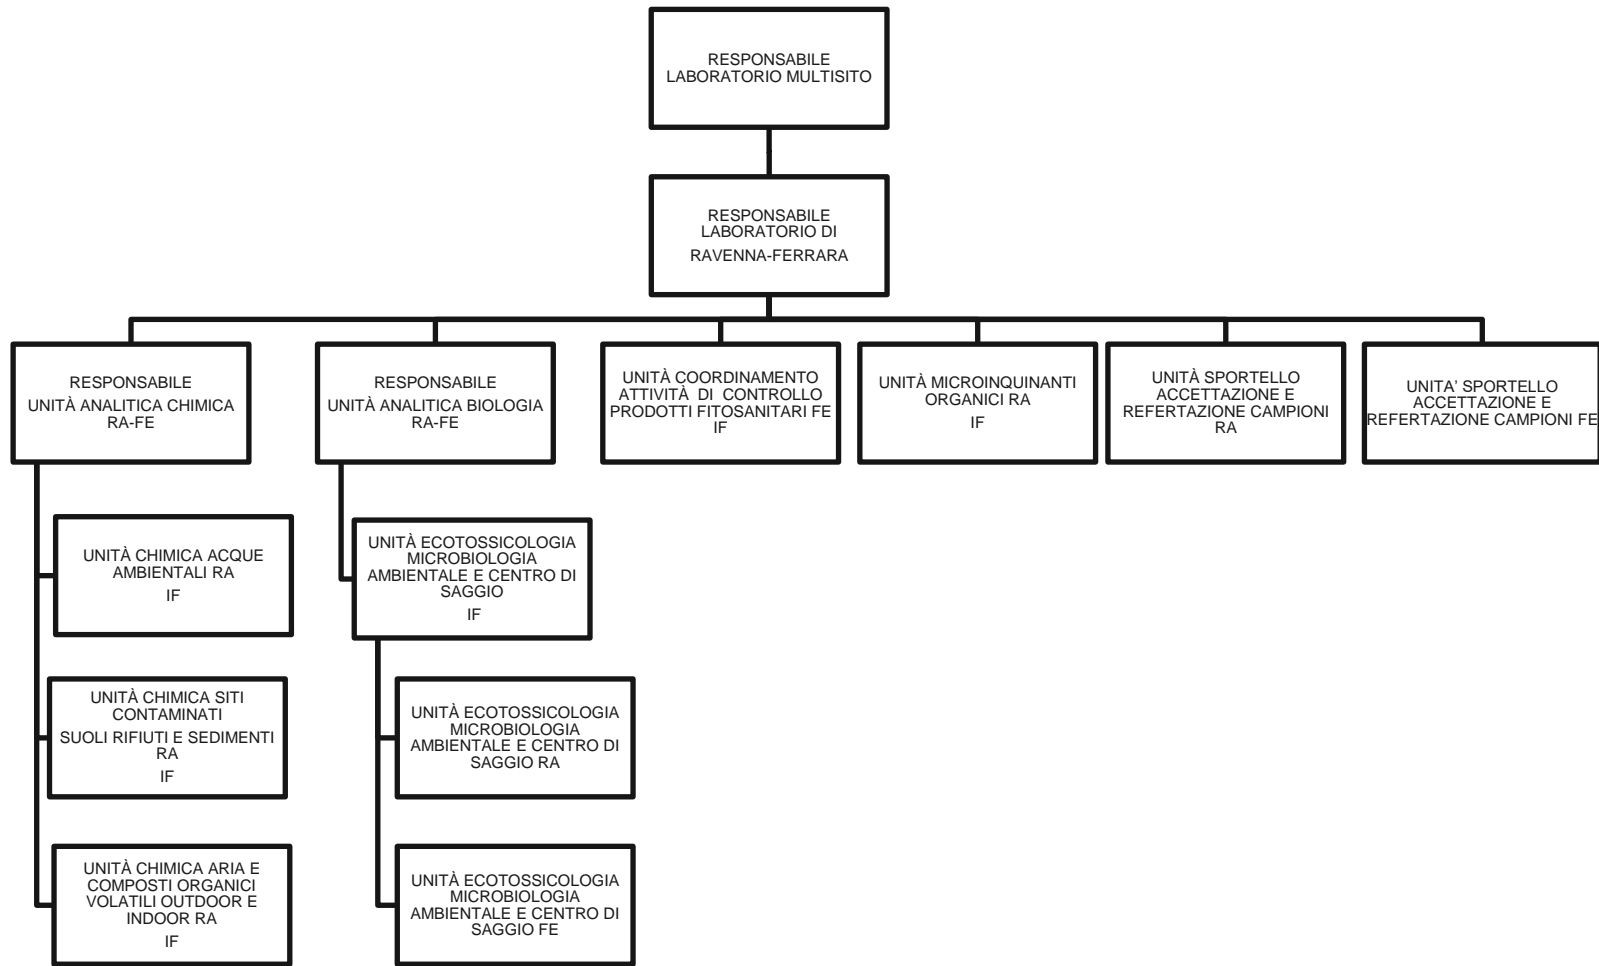 RESPONSABILE
LABORATORIO MULTISITO
RESPONSABILE
LABORATORIO DI
RAVENNA-FERRARA
RESPONSABILE
UNITÀ ANALITICA CHIMICA
RA-FE
RESPONSABILE
UNITÀ ANALITICA BIOLOGIA
RA-FE
UNITÀ COORDINAMENTO
ATTIVITÀ DI CONTROLLO
PRODOTTI FITOSANITARI FE
IF
UNITÀ MICROINQUINANTI
ORGANICI RA
IF
UNITÀ SPORTELLO
ACCETTAZIONE E
REFERTAZIONE CAMPIONI
RA
UNITA' SPORTELLO
ACCETTAZIONE E
REFERTAZIONE CAMPIONI FE
UNITÀ CHIMICA ACQUE
AMBIENTALI RA
IF
UNITÀ CHIMICA SITI
CONTAMINATI
SUOLI RIFIUTI E SEDIMENTI
RA
IF
UNITÀ CHIMICA ARIA E
COMPOSTI ORGANICI
VOLATILI OUTDOOR E
INDOOR RA
IF
UNITÀ ECOTOSSICOLOGIA
MICROBIOLOGIA
AMBIENTALE E CENTRO DI
SAGGIO
IF
UNITÀ ECOTOSSICOLOGIA
MICROBIOLOGIA
AMBIENTALE E CENTRO DI
SAGGIO RA
UNITÀ ECOTOSSICOLOGIA
MICROBIOLOGIA
AMBIENTALE E CENTRO DI
SAGGIO FE